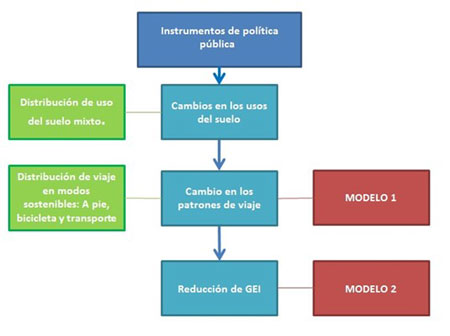 Instrumentos de política
pública
Distribución de uso
del suelo mixto.
Cambios en los usos
del suelo
Distribución de viaje
en modos
sostenibles: A pie,
bicicleta y transporte
Cambio en los
patrones de viaje
MODELO 1
Reducción de GEI
MODELO 2